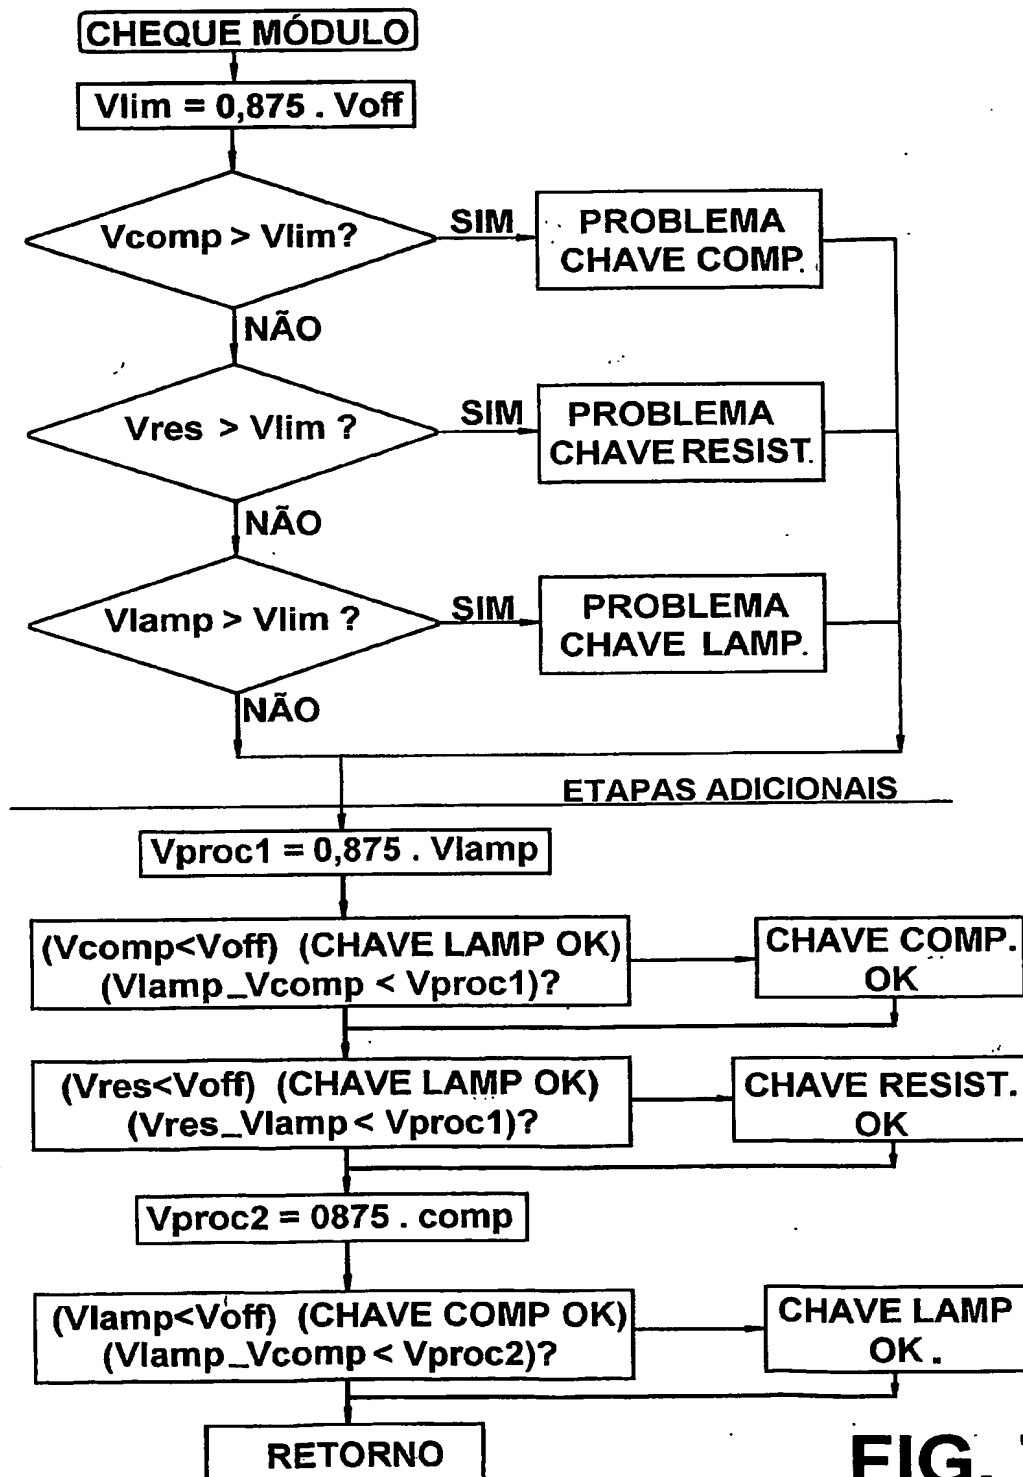 CHEQUE MÓDULO
Vlim = 0,875 . Voff
Vcomp > Vlim?
SIM
PROBLEMA
CHAVE COMP.
NÃO
Vres > Vlim ?
SIM
PROBLEMA
CHAVE RESIST.
NÃO
Vlamp > Vlim ?
SIM
PROBLEMA
CHAVE LAMP.
NÃO
ETAPAS ADICIONAIS
Vproc1 = 0,875 . Vlamp
(Vcomp<Voff) (CHAVE LAMP OK)
(Vlamp_Vcomp < Vproc1)?
CHAVE COMP.
OK
(Vres<Voff) (CHAVE LAMP OK)
(Vres_Vlamp < Vproc1)?
CHAVE RESIST.
OK
Vproc2 = 0875 . comp
(Vlamp<Voff) (CHAVE COMP OK)
(Vlamp_Vcomp < Vproc2)?
CHAVE LAMP
OK .
RETORNO
FIG.